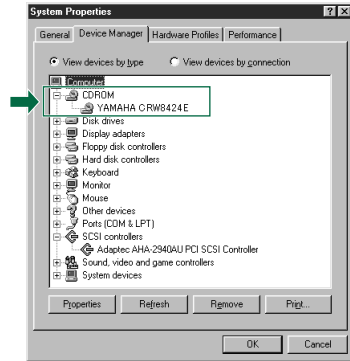 System Properties
General Device Manager Hardware Profiles Performance
View devices by type View devices by connection
Computer
CDROM
YAMAHA CRW8424E
Disk drives
Display adapters
Floppy disk controllers
Hard disk controllers
Keyboard
Monitor
Mouse
Other devices
Ports (COM & LPT)
SCSI controllers
Adaptec AHA-2940AU PCI SCSI Controller
Sound, video and game controllers
System devices
Properties Refresh Remove Print...
OK Cancel